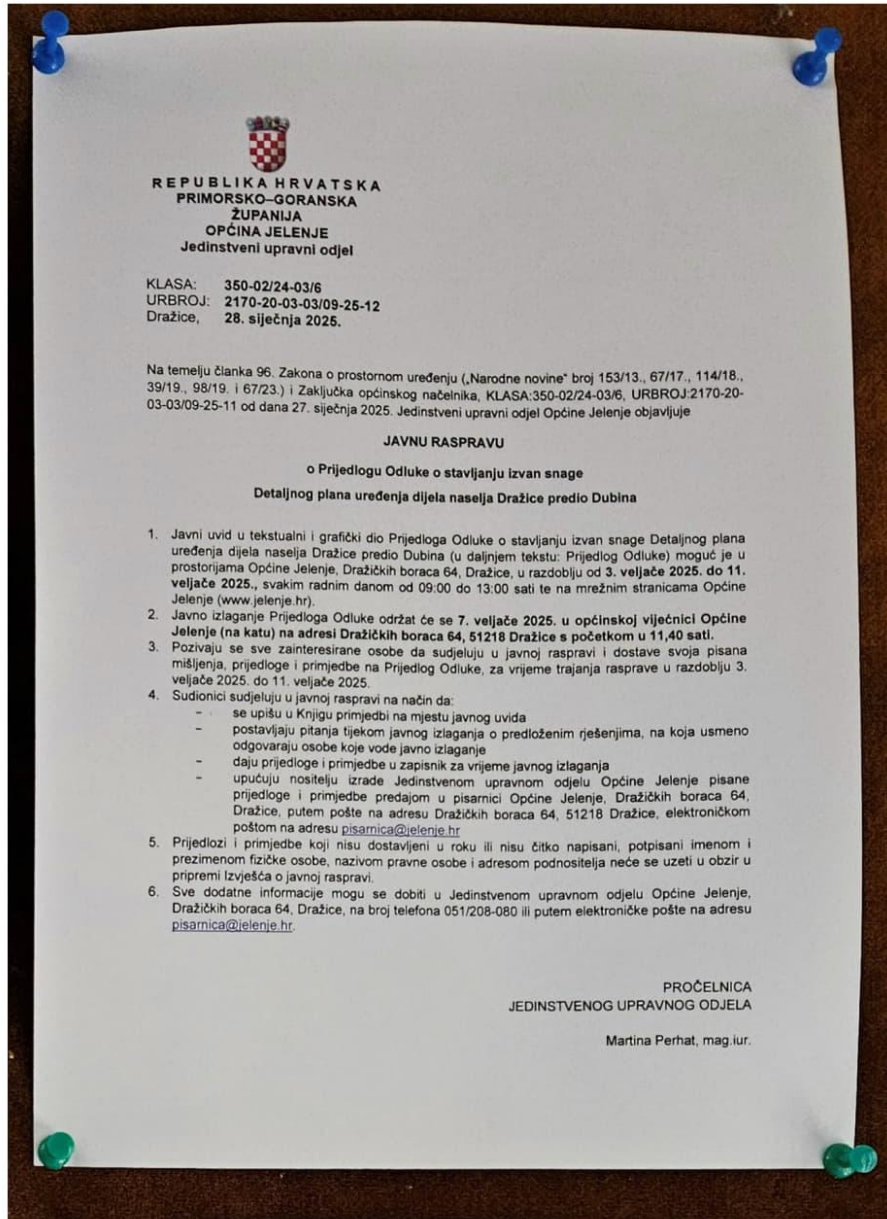 REPUBLIKA HRVATSKA
PRIMORSKO–GORANSKA
ŽUPANIJA
OPĆINA JELENJE
Jedinstveni upravni odjel
KLASA: 350-02/24-03/6
URBROJ: 2170-20-03-03/09-25-12
Dražice, 28. siječnja 2025.
Na temelju članka 96. Zakona o prostornom uređenju („Narodne novine“ broj 153/13., 67/17., 114/18.,
39/19., 98/19. i 67/23.) i Zaključka općinskog načelnika, KLASA:350-02/24-03/6, URBROJ:2170-20-
03-03/09-25-11 od dana 27. siječnja 2025. Jedinstveni upravni odjel Općine Jelenje objavljuje
JAVNU RASPRAVU
o Prijedlogu Odluke o stavljanju izvan snage
Detaljnog plana uređenja dijela naselja Dražice predio Dubina
1. Javni uvid u tekstualni i grafički dio Prijedloga Odluke o stavljanju izvan snage Detaljnog plana
uređenja dijela naselja Dražice predio Dubina (u daljnjem tekstu: Prijedlog Odluke) moguć je u
prostorijama Općine Jelenje, Dražičkih boraca 64, Dražice, u razdoblju od 3. veljače 2025. do 11.
veljače 2025., svakim radnim danom od 09:00 do 13:00 sati te na mrežnim stranicama Općine
Jelenje (www.jelenje.hr).
2. Javno izlaganje Prijedloga Odluke održat će se 7. veljače 2025. u općinskoj vijećnici Općine
Jelenje (na katu) na adresi Dražičkih boraca 64, 51218 Dražice s početkom u 11,40 sati.
3. Pozivaju se sve zainteresirane osobe da sudjeluju u javnoj raspravi i dostave svoja pisana
mišljenja, prijedloge i primjedbe na Prijedlog Odluke, za vrijeme trajanja rasprave u razdoblju 3.
veljače 2025. do 11. veljače 2025.
4. Sudionici sudjeluju u javnoj raspravi na način da:
- se upišu u Knjigu primjedbi na mjestu javnog uvida
- postavljaju pitanja tijekom javnog izlaganja o predloženim rješenjima, na koja usmeno
odgovaraju osobe koje vode javno izlaganje
- daju prijedloge i primjedbe u zapisnik za vrijeme javnog izlaganja
- upućuju nositelju izrade Jedinstvenom upravnom odjelu Općine Jelenje pisane
prijedloge i primjedbe predajom u pisarnici Općine Jelenje, Dražičkih boraca 64,
Dražice, putem pošte na adresu Dražičkih boraca 64, 51218 Dražice, elektroničkom
poštom na adresu pisarnica@jelenje.hr
5. Prijedlozi i primjedbe koji nisu dostavljeni u roku ili nisu čitko napisani, potpisani imenom i
prezimenom fizičke osobe, nazivom pravne osobe i adresom podnositelja neće se uzeti u obzir u
pripremi Izvješća o javnoj raspravi.
6. Sve dodatne informacije mogu se dobiti u Jedinstvenom upravnom odjelu Općine Jelenje,
Dražičkih boraca 64, Dražice, na broj telefona 051/208-080 ili putem elektroničke pošte na adresu
pisarnica@jelenje.hr.
PROČELNICA
JEDINSTVENOG UPRAVNOG ODJELA
Martina Perhat, mag.iur.